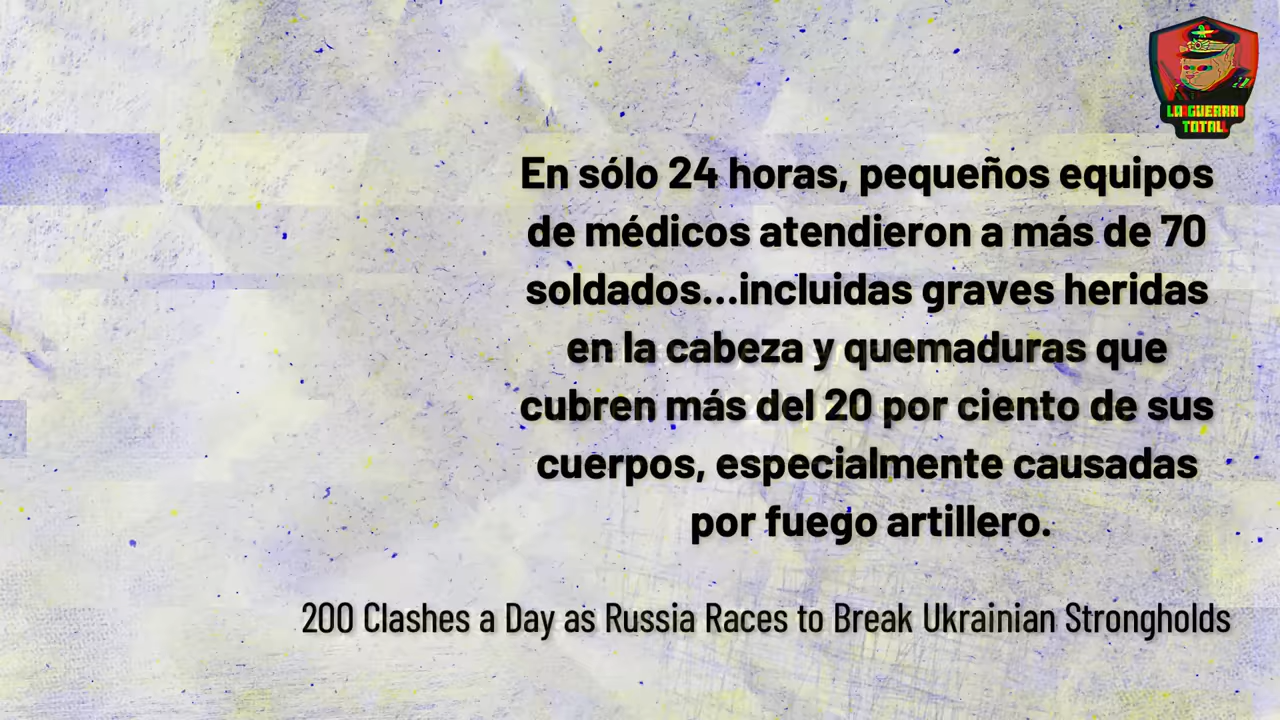 LA GUERRA
TOTAL
En sólo 24 horas, pequeños equipos
de médicos atendieron a más de 70
soldados...incluidas graves heridas
en la cabeza y quemaduras que
cubren más del 20 por ciento de sus
cuerpos, especialmente causadas
por fuego artillero.
200 Clashes a Day as Russia Races to Break Ukrainian Strongholds